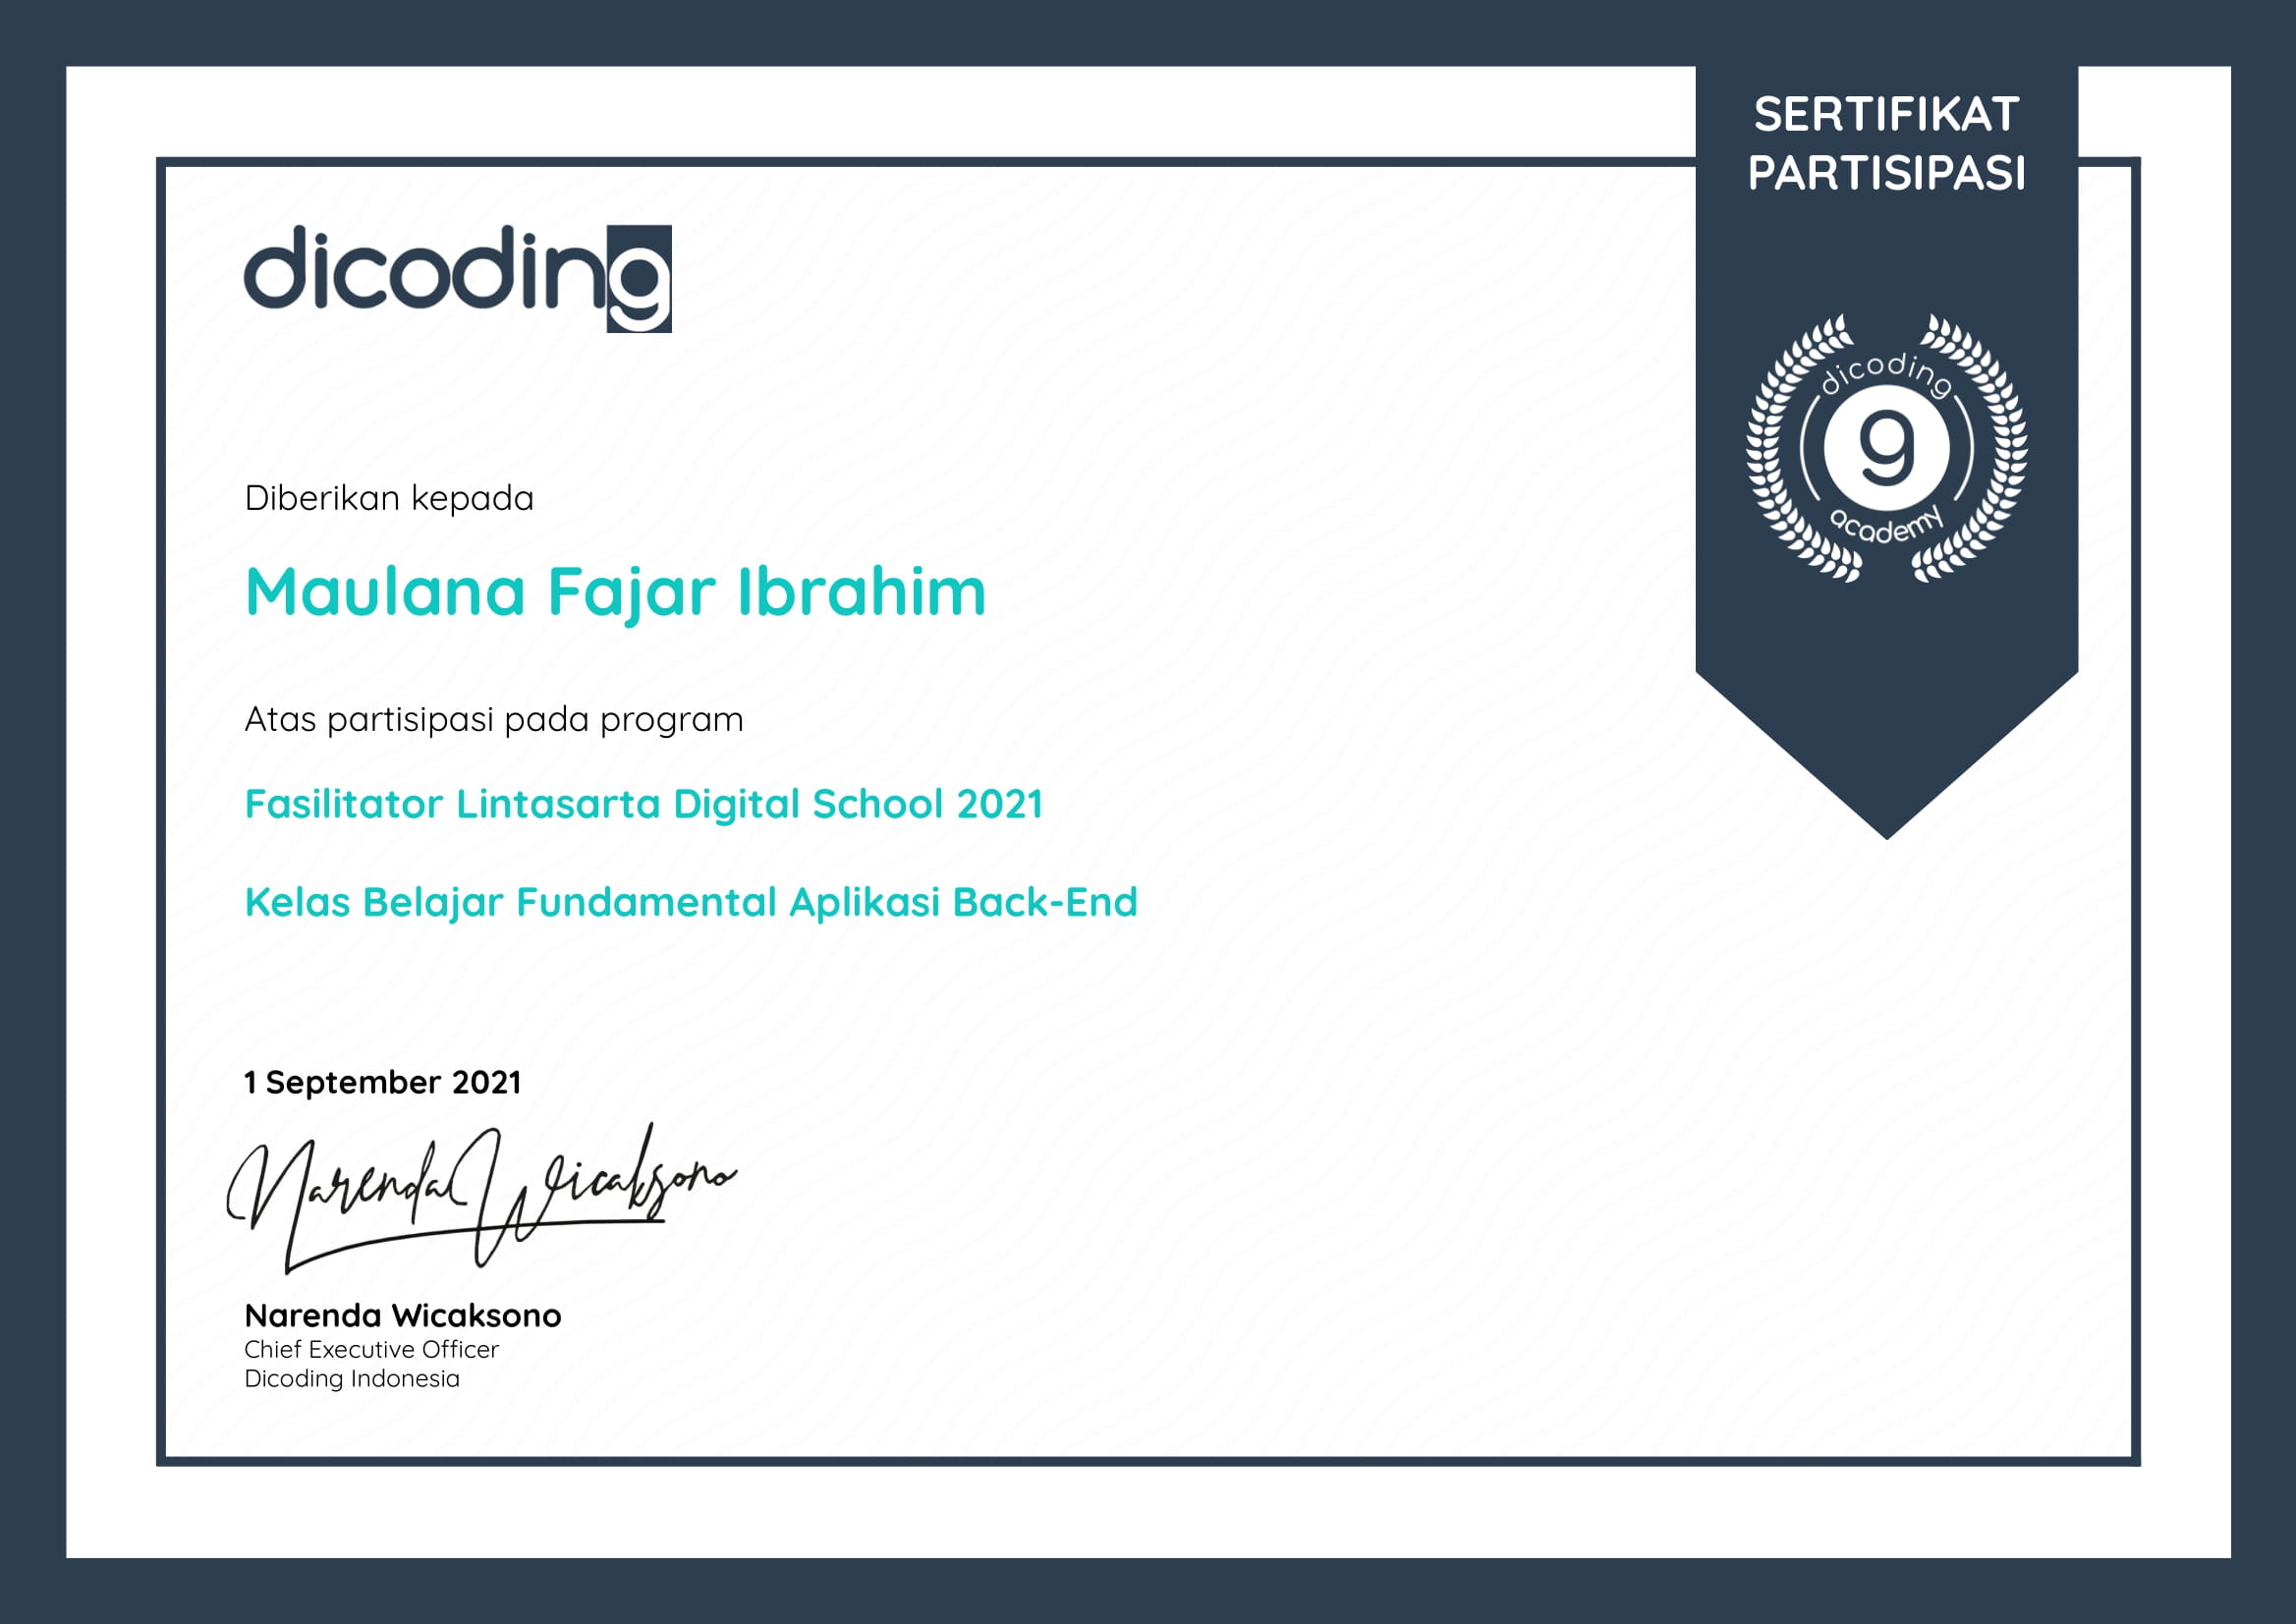 SERTIFIKAT
PARTISIPASI
dicoding
dicoding
g
academy
Diberikan kepada
Maulana Fajar Ibrahim
Atas partisipasi pada program
Fasilitator Lintasarta Digital School 2021
Kelas Belajar Fundamental Aplikasi Back-End
1 September 2021
Narenda Wicaksono
Narenda Wicaksono
Chief Executive Officer
Dicoding Indonesia